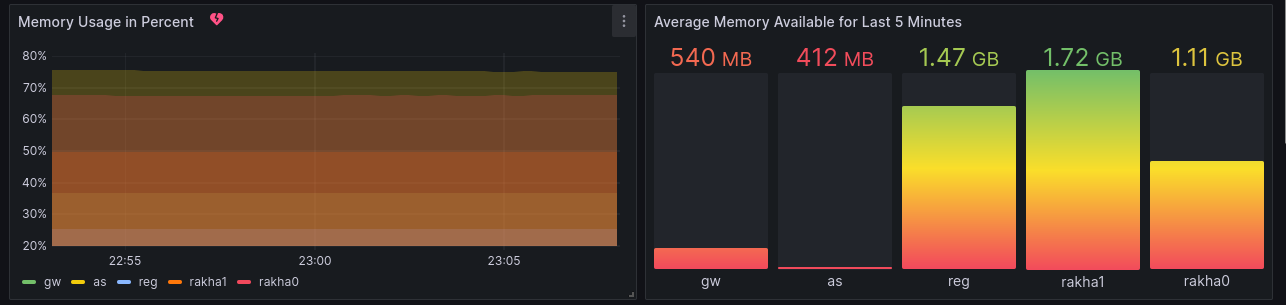 Memory Usage in Percent
80%
70%
60%
50%
40%
30%
20%
22:55 23:00 23:05
gw as reg rakha1 rakha0
Average Memory Available for Last 5 Minutes
540 MB 412 MB 1.47 GB 1.72 GB 1.11 GB
gw as reg rakha1 rakha0